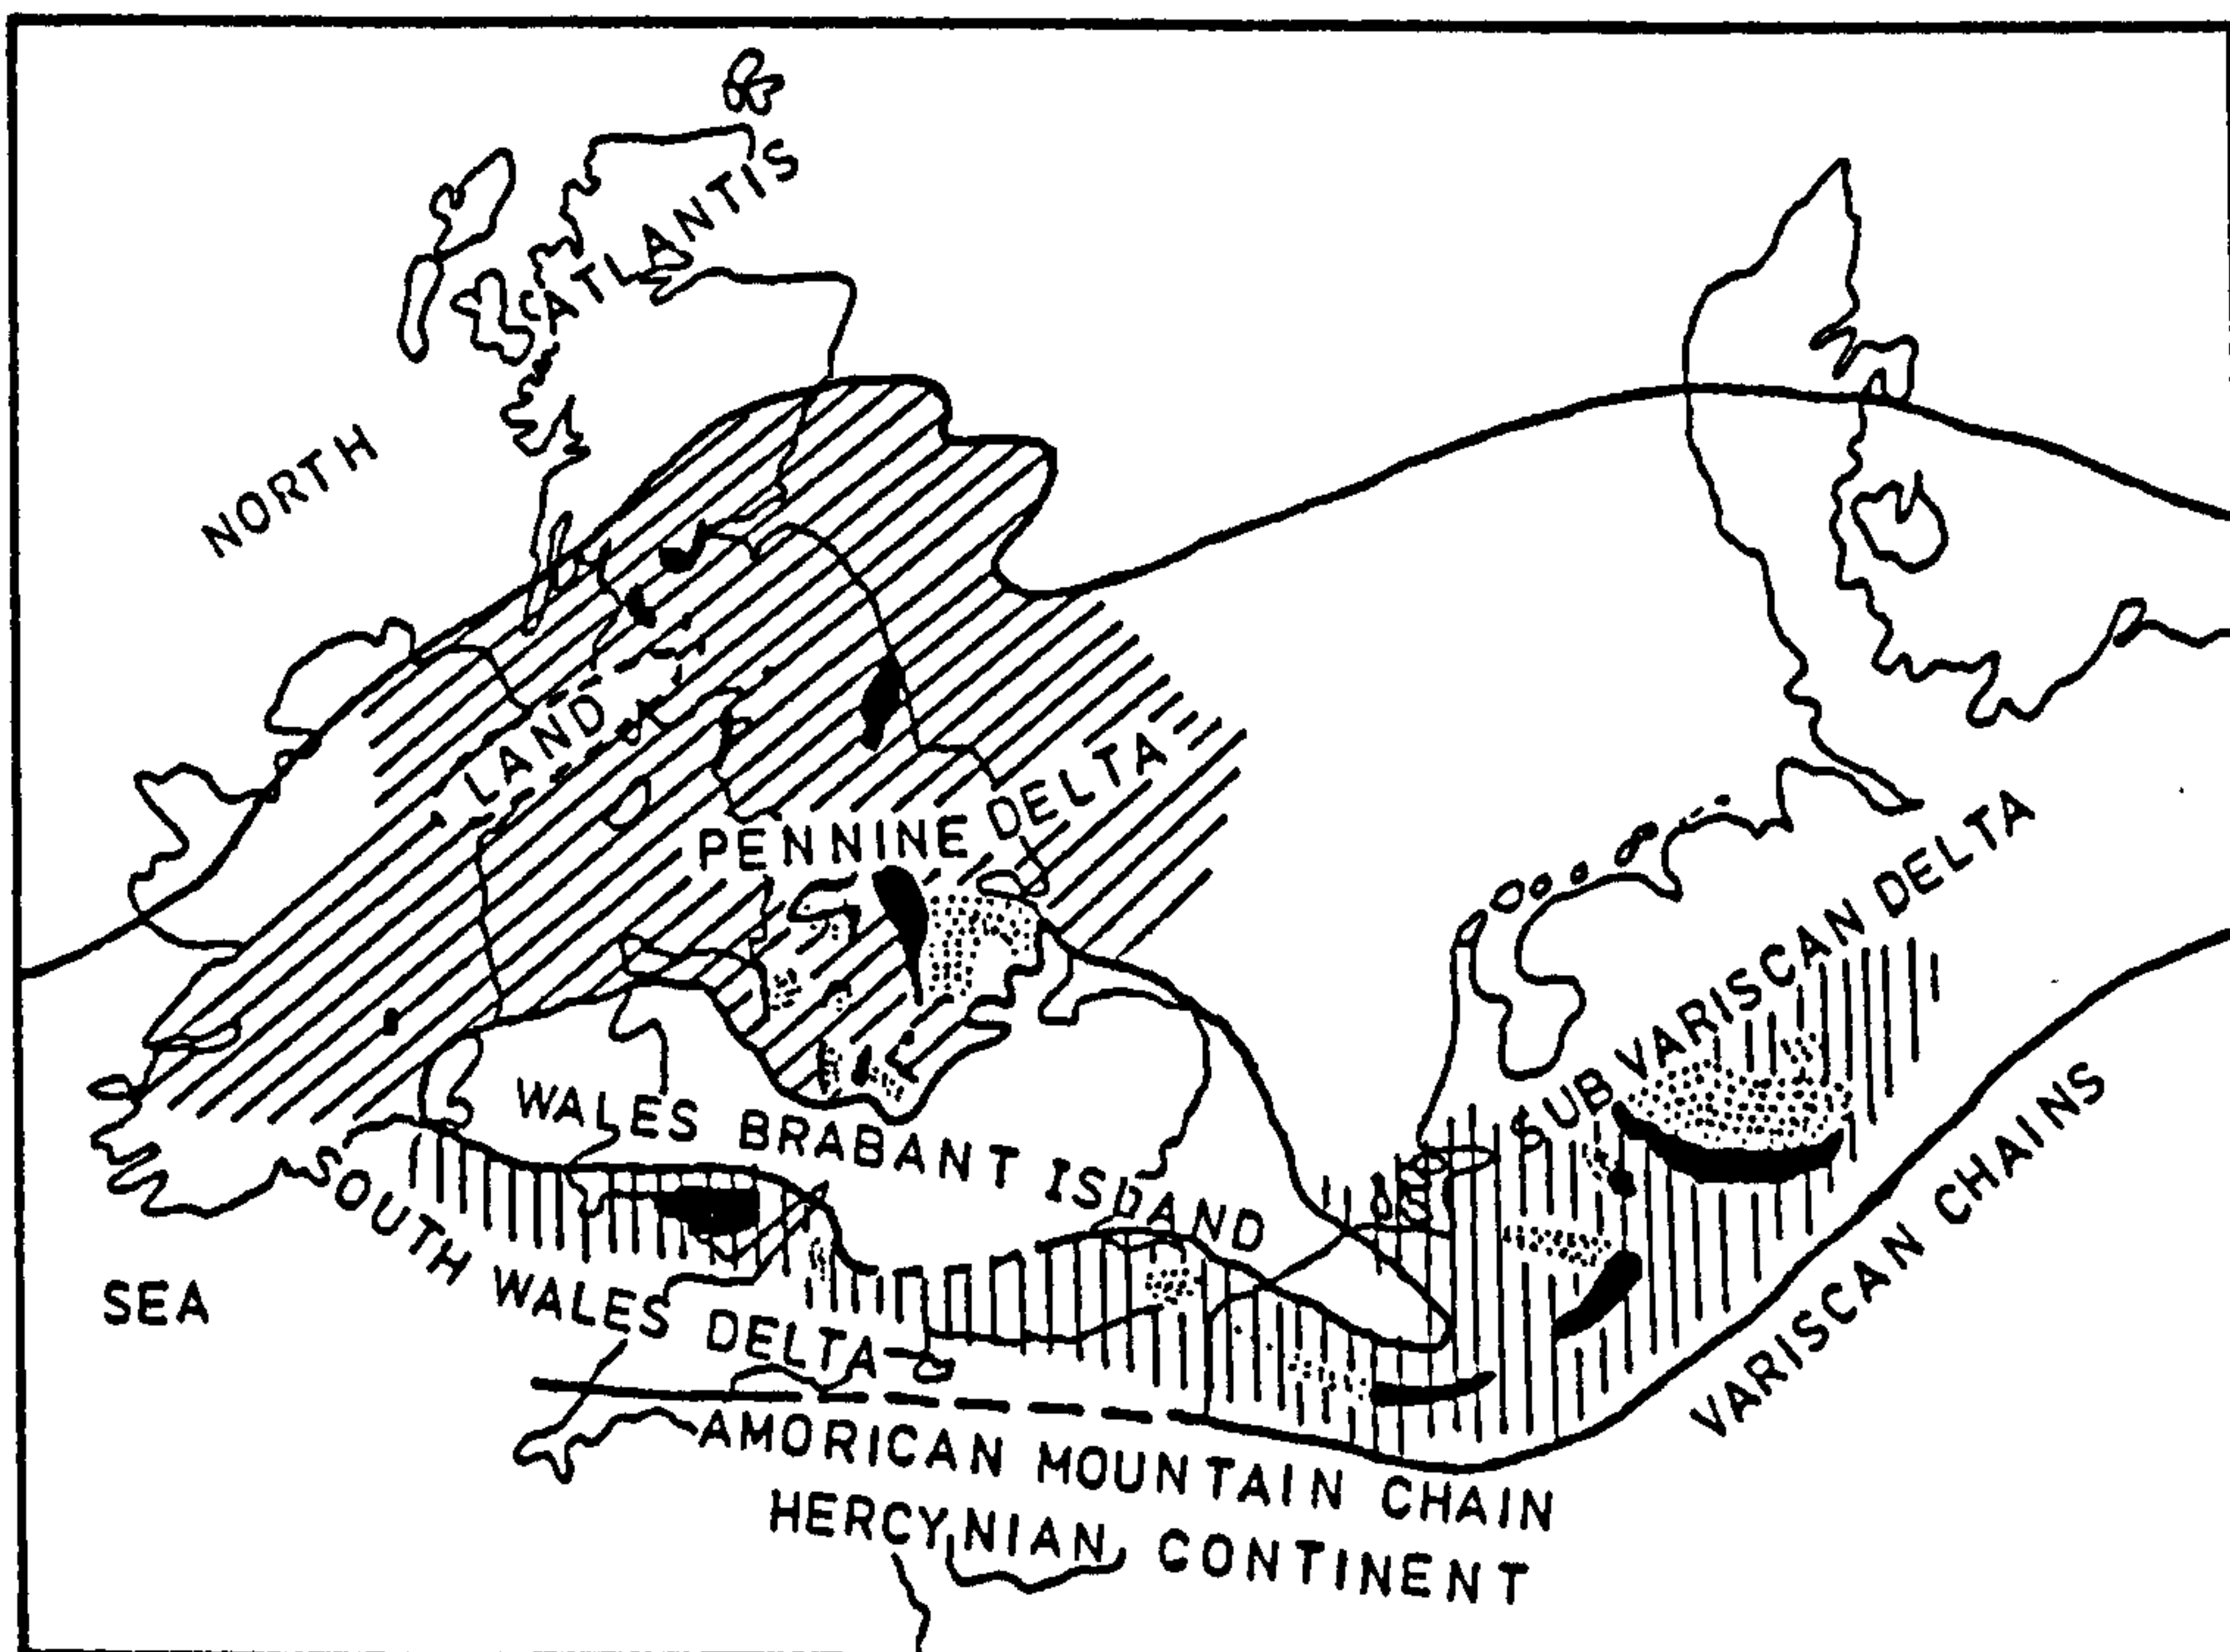 NORTH ATLANTIS
LAND
PENNINE DELTA
SUB VARISCAN DELTA
WALES BRABANT ISLAND
SOUTH WALES DELTA
SEA
VARISCAN CHAINS
AMORICAN MOUNTAIN CHAIN
HERCYNIAN CONTINENT